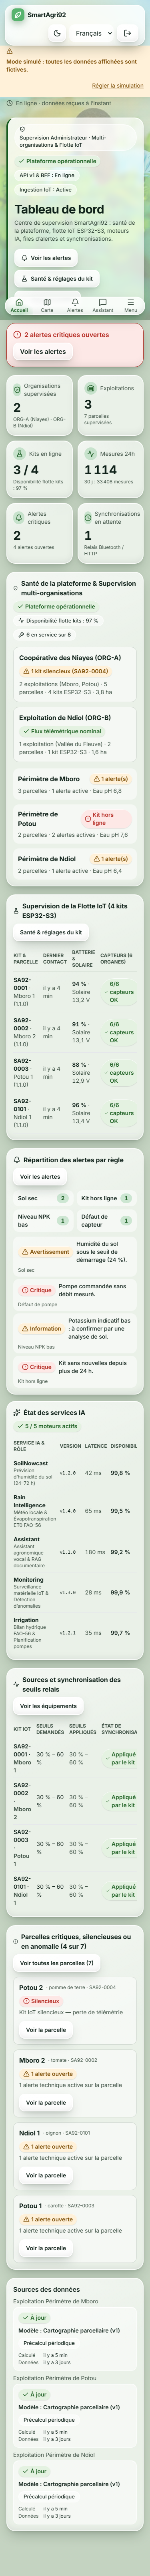 SmartAgri92
Français
Mode simulé : toutes les données affichées sont fictives.
Régler la simulation
En ligne · données reçues à l'instant
Supervision Administrateur · Multi-organisations & Flotte IoT
Plateforme opérationnelle
API v1 & BFF : En ligne
Ingestion IoT : Active
Tableau de bord
Centre de supervision SmartAgri92 : santé de la plateforme, flotte IoT ESP32, moteurs IA, files d'alertes et synchronisations.
Voir les alertes
Santé & réglages du kit
Accueil
Carte
Alertes
Assistant
Menu
2 alertes critiques ouvertes
Voir les alertes
Organisations supervisées
2
ORG-A (Niayes) · ORG-B (Ndiol)
Exploitations
3
7 parcelles supervisées
Kits en ligne
3 / 4
Disponibilité flotte kits : 97 %
Mesures 24h
1 114
30 j : 33 408 mesures
Alertes critiques
2
4 alertes ouvertes
Synchronisations en attente
1
Relais Bluetooth / HTTP
Santé de la plateforme & Supervision multi-organisations
Plateforme opérationnelle
Disponibilité flotte kits : 97 %
6 en service sur 8
Coopérative des Niayes (ORG-A)
1 kit silencieux (SA92-0004)
2 exploitations (Mboro, Potou) · 5 parcelles · 4 kits ESP32-S3 · 3,8 ha
Exploitation de Ndiol (ORG-B)
Flux télémétrique nominal
1 exploitation (Vallée du Fleuve) · 2 parcelles · 1 kit ESP32-S3 · 1,6 ha
Périmètre de Mboro
1 alerte(s)
3 parcelles · 1 alerte active · Eau pH 6,8
Périmètre de Potou
Kit hors ligne
2 parcelles · 2 alertes actives · Eau pH 7,6
Périmètre de Ndiol
1 alerte(s)
2 parcelles · 1 alerte active · Eau pH 6,4
Supervision de la Flotte IoT (4 kits ESP32-S3)
Santé & réglages du kit
KIT & PARCELLE
DERNIER CONTACT
BATTERIE & SOLAIRE
CAPTEURS (6 ORGANES)
SA92-0001 · Mboro 1 (1.1.0)
il y a 4 min
94 % · Solaire 13,2 V
6/6 capteurs OK
SA92-0002 · Mboro 2 (1.1.0)
il y a 4 min
91 % · Solaire 13,1 V
6/6 capteurs OK
SA92-0003 · Potou 1 (1.1.0)
il y a 4 min
88 % · Solaire 12,9 V
6/6 capteurs OK
SA92-0101 · Ndiol 1 (1.1.0)
il y a 4 min
96 % · Solaire 13,4 V
6/6 capteurs OK
Répartition des alertes par règle
Voir les alertes
Sol sec
2
Kit hors ligne
1
Niveau NPK bas
1
Défaut de capteur
1
Avertissement
Humidité du sol sous le seuil de démarrage (24 %).
Sol sec
Critique
Pompe commandée sans débit mesuré.
Défaut de pompe
Information
Potassium indicatif bas : à confirmer par une analyse de sol.
Niveau NPK bas
Critique
Kit sans nouvelles depuis plus de 24 h.
Kit hors ligne
État des services IA
5 / 5 moteurs actifs
SERVICE IA & RÔLE
VERSION
LATENCE
DISPONIBIL
SoilNowcast
Prévision d'humidité du sol (24–72 h)
v1.2.0
42 ms
99,8 %
Rain Intelligence
Météo locale & Évapotranspiration ET0 FAO-56
v1.4.0
65 ms
99,5 %
Assistant
Assistant agronomique vocal & RAG documentaire
v1.1.0
180 ms
99,2 %
Monitoring
Surveillance matérielle IoT & Détection d'anomalies
v1.3.0
28 ms
99,9 %
Irrigation
Bilan hydrique FAO-56 & Planification pompes
v1.2.1
35 ms
99,7 %
Sources et synchronisation des seuils relais
Voir les équipements
KIT IOT
SEUILS DEMANDÉS
SEUILS APPLIQUÉS
ÉTAT DE SYNCHRONISA
SA92-0001 · Mboro 1
30 % – 60 %
30 % – 60 %
Appliqué par le kit
SA92-0002 · Mboro 2
30 % – 60 %
30 % – 60 %
Appliqué par le kit
SA92-0003 · Potou 1
30 % – 60 %
30 % – 60 %
Appliqué par le kit
SA92-0101 · Ndiol 1
30 % – 60 %
30 % – 60 %
Appliqué par le kit
Parcelles critiques, silencieuses ou en anomalie (4 sur 7)
Voir toutes les parcelles (7)
Potou 2 · pomme de terre · SA92-0004
Silencieux
Kit IoT silencieux — perte de télémétrie
Voir la parcelle
Mboro 2 · tomate · SA92-0002
1 alerte ouverte
1 alerte technique active sur la parcelle
Voir la parcelle
Ndiol 1 · oignon · SA92-0101
1 alerte ouverte
1 alerte technique active sur la parcelle
Voir la parcelle
Potou 1 · carotte · SA92-0003
1 alerte ouverte
1 alerte technique active sur la parcelle
Voir la parcelle
Sources des données
Exploitation Périmètre de Mboro
À jour
Modèle : Cartographie parcellaire (v1)
Précalcul périodique
Calculé il y a 5 min
Données il y a 3 jours
Exploitation Périmètre de Potou
À jour
Modèle : Cartographie parcellaire (v1)
Précalcul périodique
Calculé il y a 5 min
Données il y a 3 jours
Exploitation Périmètre de Ndiol
À jour
Modèle : Cartographie parcellaire (v1)
Précalcul périodique
Calculé il y a 5 min
Données il y a 3 jours